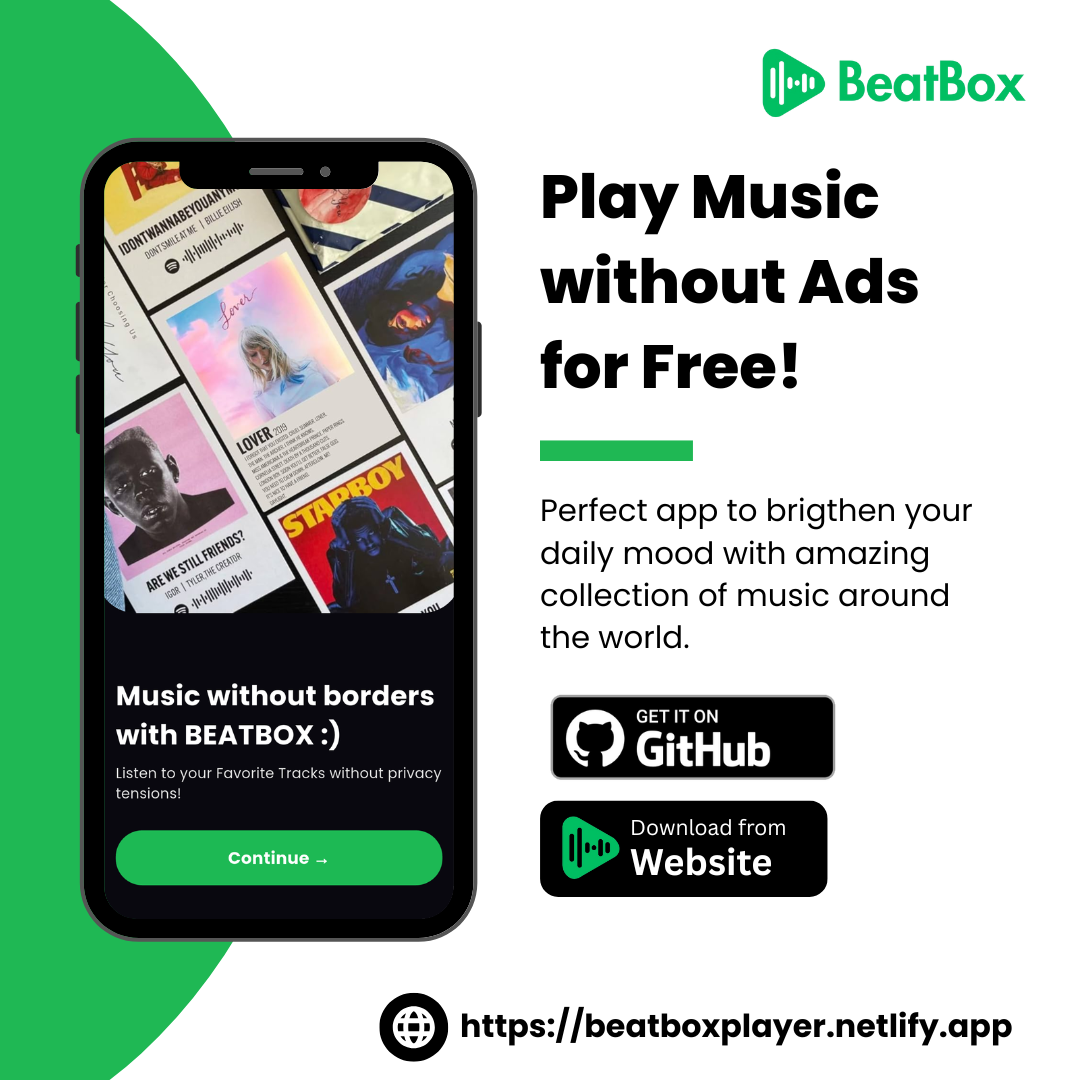 BeatBox
Play Music
without Ads
for Free!
Perfect app to brigthen your
daily mood with amazing
collection of music around
the world.
GET IT ON
GitHub
Download from
Website
https://beatboxplayer.netlify.app
IDONTWANNABEYOUANYM
DONT SMILE AT ME | BILLIE EILISH
Choosing Us
Lover
LOVER 2019
STARBOY
ARE WE STILL FRIENDS?
IGOR | TYLER, THE CREATOR
YOU
Music without borders
with BEATBOX :)
Listen to your Favorite Tracks without privacy
tensions!
Continue →